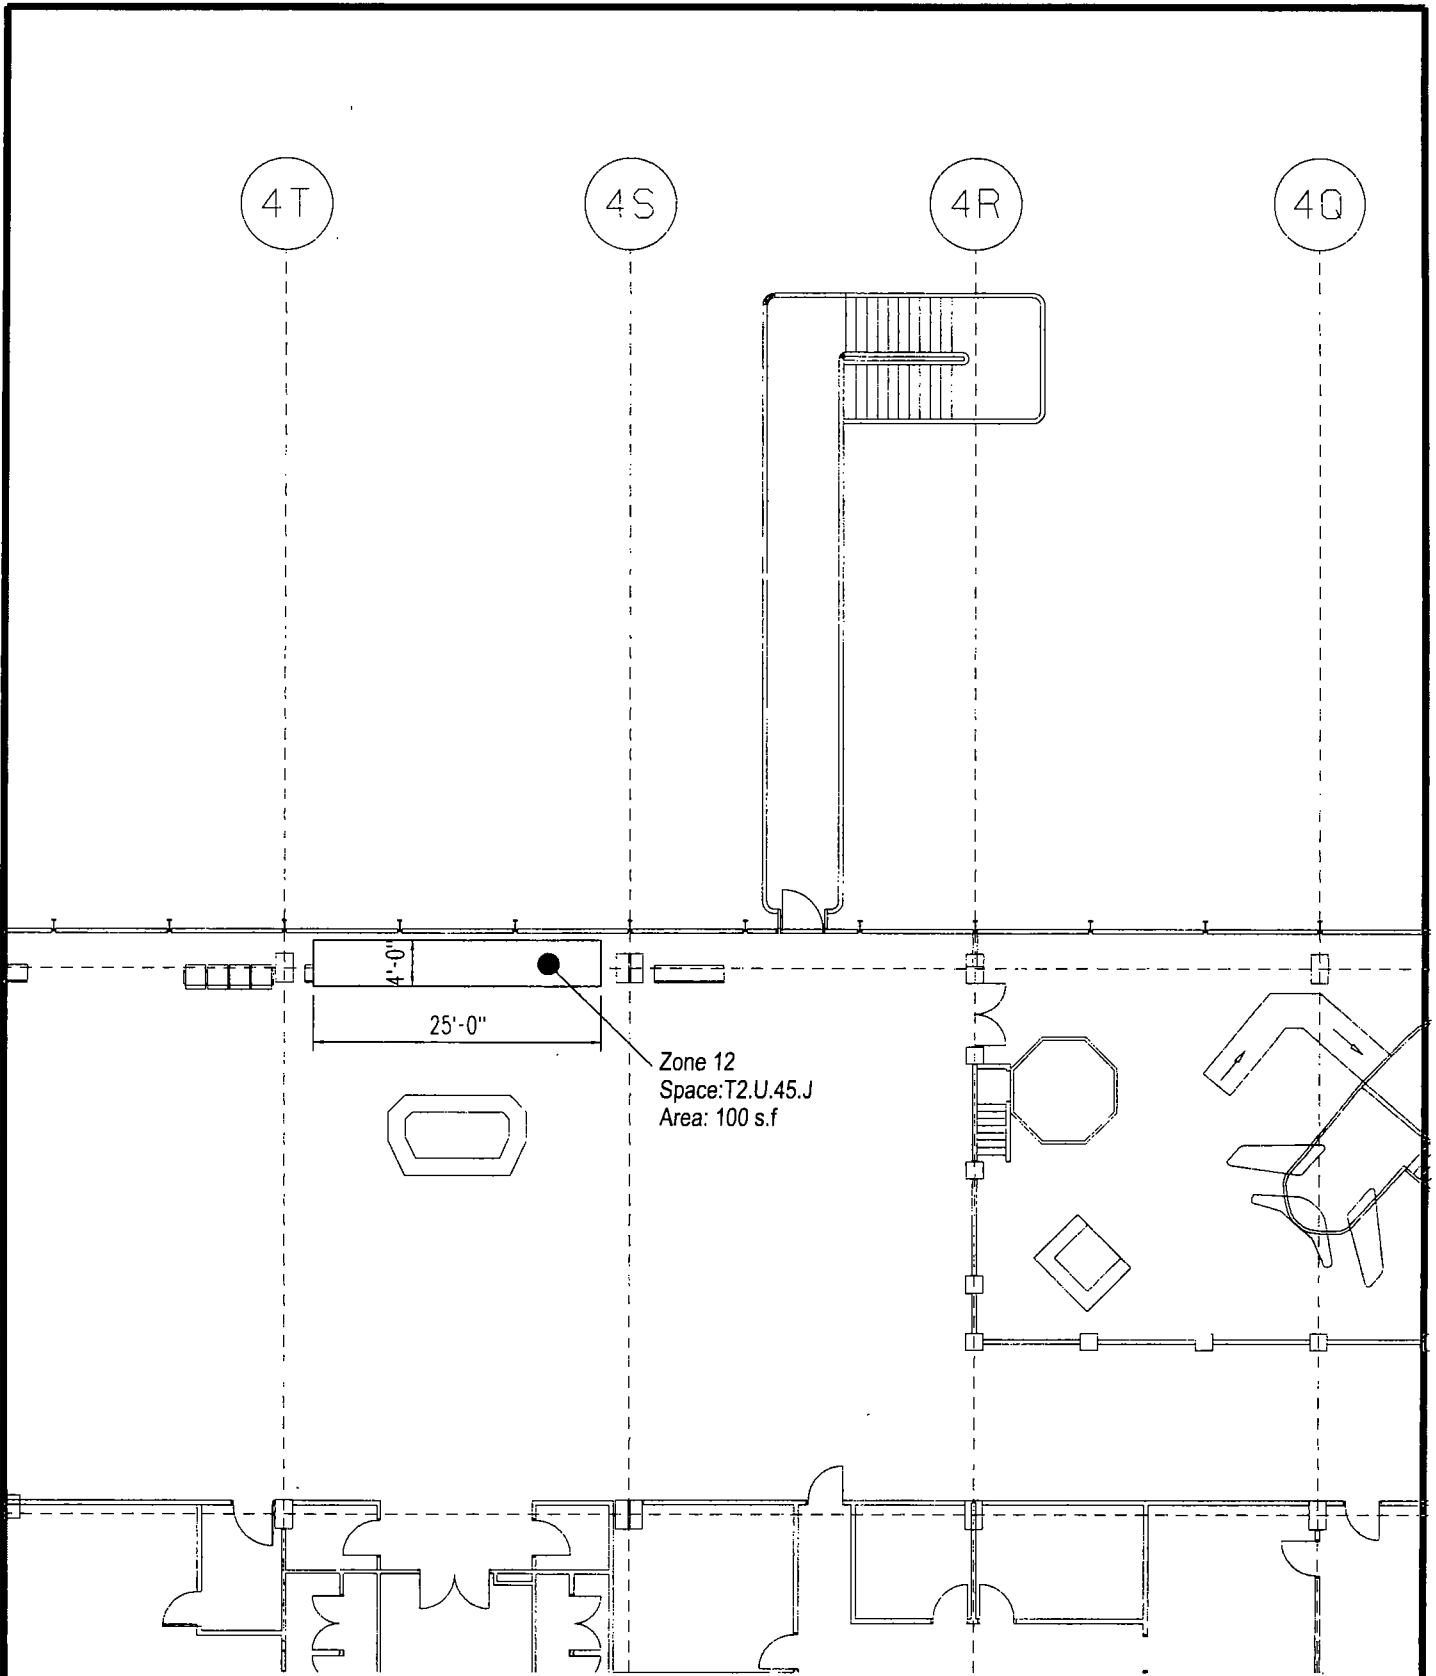 4T
4S
4R
4Q
4'-0"
25'-0"
Zone 12
Space:T2.U.45.J
Area: 100 s.f